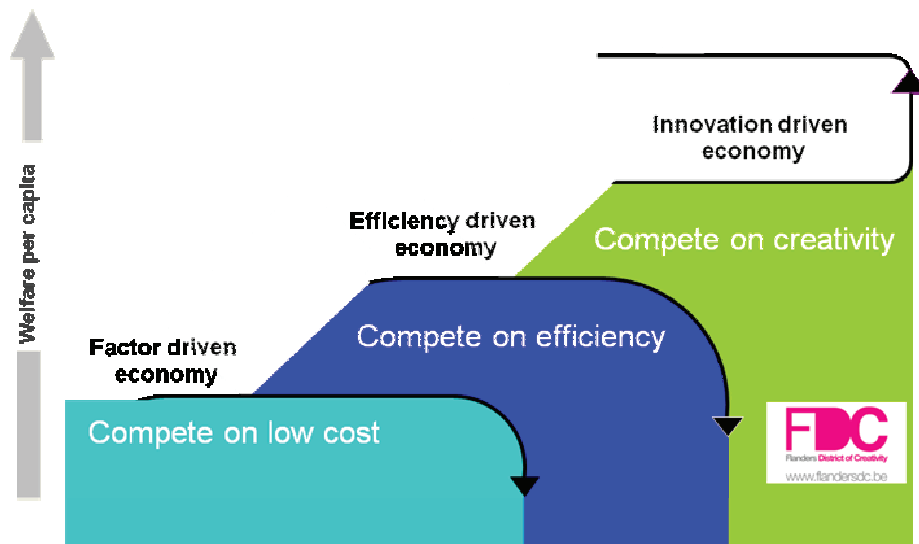 Innovation driven
economy
Efficiency driven
economy
Compete on creativity
Welfare per capita
Compete on efficiency
Factor driven
economy
Compete on low cost
FDC
Flanders District of Creativity
www.flandersdc.be